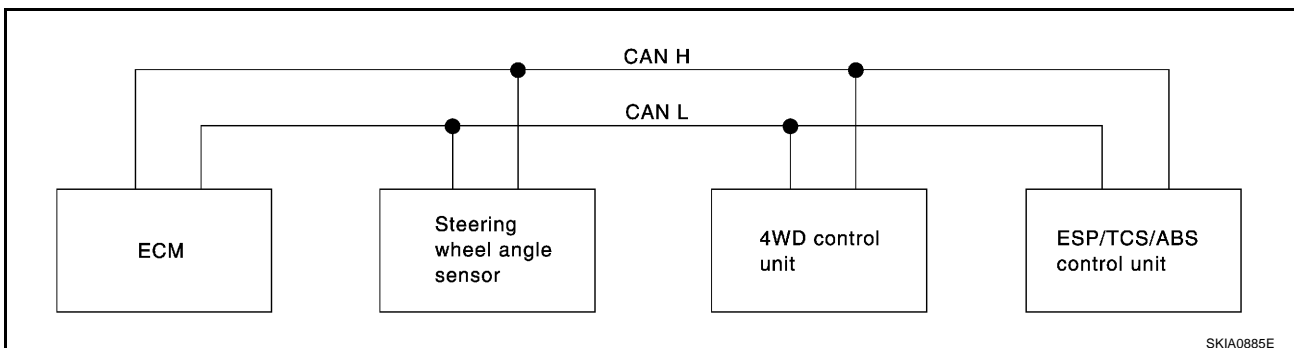 CAN H
CAN L
ECM
Steering
wheel angle
sensor
4WD control
unit
ESP/TCS/ABS
control unit
SKIA0885E